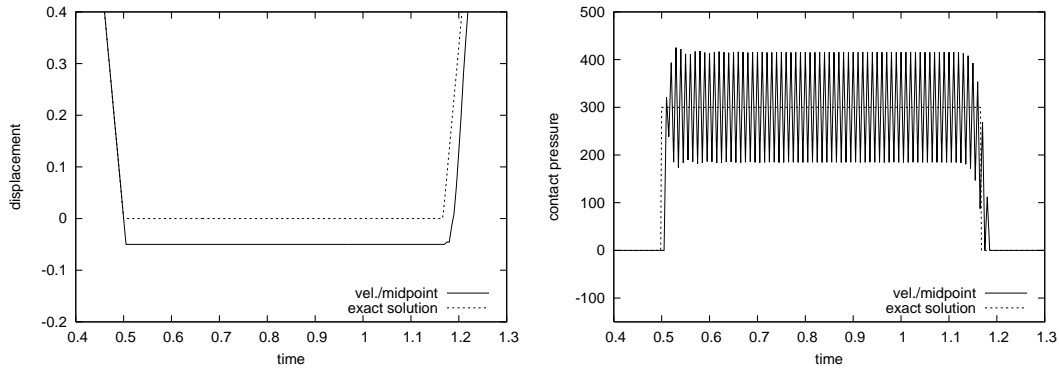 0.4
0.3
0.2
0.1
0
-0.1
-0.2
displacement
vel./midpoint
exact solution
0.4 0.5 0.6 0.7 0.8 0.9 1 1.1 1.2 1.3
time
500
400
300
200
100
0
-100
contact pressure
vel./midpoint
exact solution
0.4 0.5 0.6 0.7 0.8 0.9 1 1.1 1.2 1.3
time